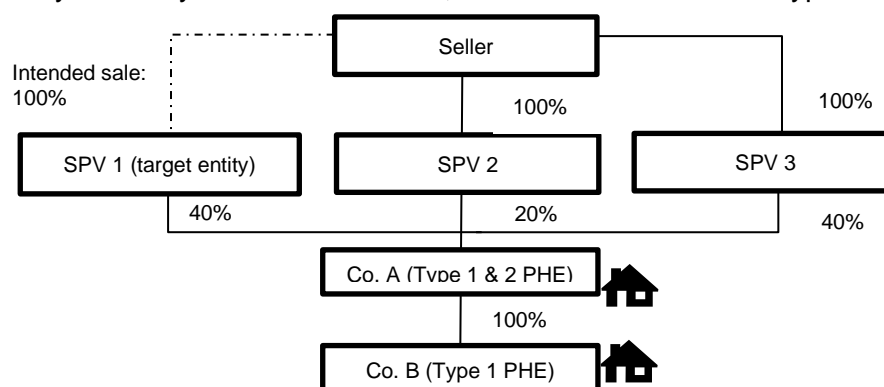 Seller
Intended sale:
100%
100%
100%
SPV 1 (target entity)
SPV 2
SPV 3
40%
20%
40%
Co. A (Type 1 & 2 PHE)
100%
Co. B (Type 1 PHE)